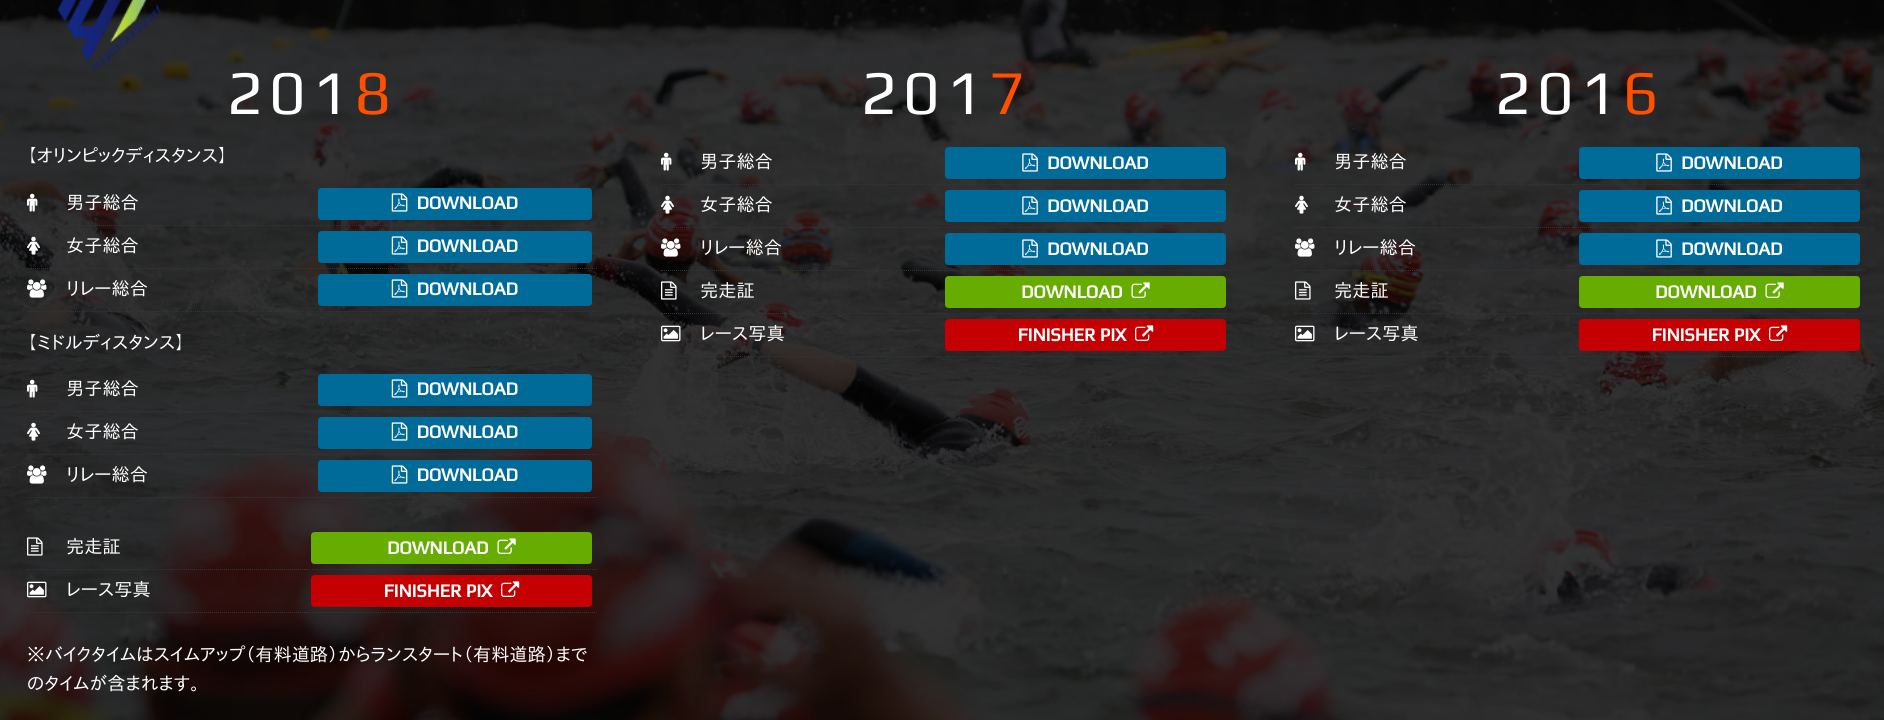 2018
【オリンピックディスタンス】
男子総合 DOWNLOAD
女子総合 DOWNLOAD
リレー総合 DOWNLOAD
【ミドルディスタンス】
男子総合 DOWNLOAD
女子総合 DOWNLOAD
リレー総合 DOWNLOAD
完走証 DOWNLOAD
レース写真 FINISHER PIX
※バイクタイムはスイムアップ（有料道路）からランスタート（有料道路）まで
のタイムが含まれます。
2017
男子総合 DOWNLOAD
女子総合 DOWNLOAD
リレー総合 DOWNLOAD
完走証 DOWNLOAD
レース写真 FINISHER PIX
2016
男子総合 DOWNLOAD
女子総合 DOWNLOAD
リレー総合 DOWNLOAD
完走証 DOWNLOAD
レース写真 FINISHER PIX